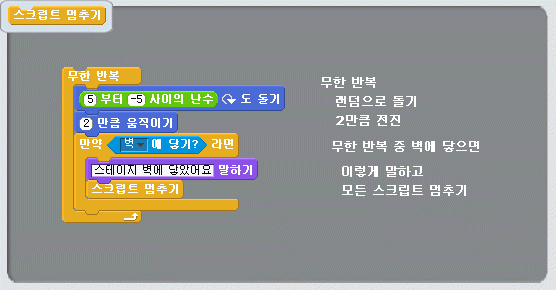 스크립트 멈추기
무한 반복
5 부터 -5 사이의 난수 도 돌기
2 만큼 움직이기
만약 벽 에 닿기? 라면
스테이지 벽에 닿았어요 말하기
스크립트 멈추기
무한 반복
랜덤으로 돌기
2만큼 전진
무한 반복 중 벽에 닿으면
이렇게 말하고
모든 스크립트 멈추기